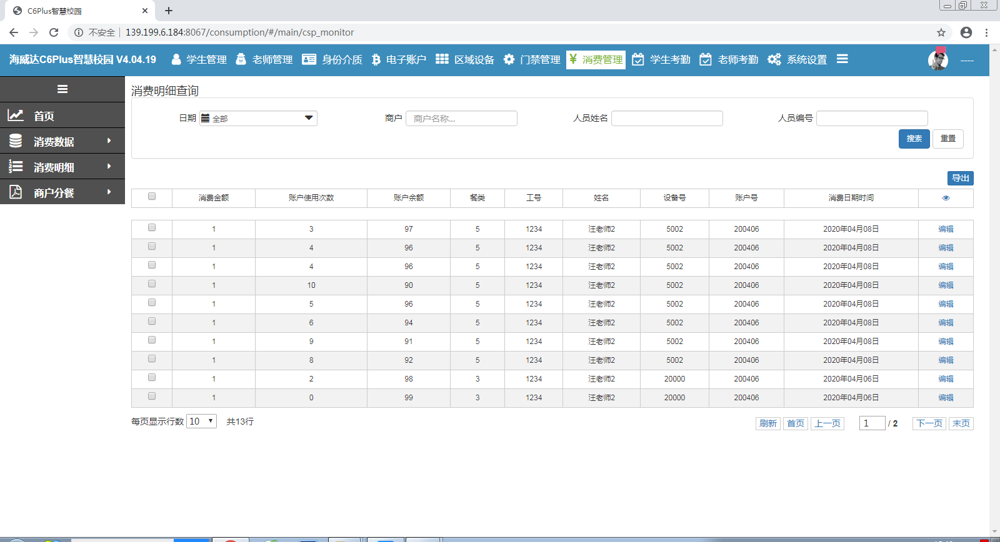 C6Plus智慧校园
不安全 139.199.6.184:8067/consumption/#/main/csp_monitor
海威达C6Plus智慧校园 V4.04.19 学生管理 老师管理 身份介质 电子账户 区域设备 门禁管理 消费管理 学生考勤 老师考勤 系统设置
首页
消费数据
消费明细
商户分餐
消费明细查询
日期 全部 商户 商户名称... 人员姓名 人员编号
搜索 重置
导出
消费金额 账户使用次数 账户余额 餐类 工号 姓名 设备号 账户号 消费日期时间
1 3 97 5 1234 汪老师2 5002 200406 2020年04月08日 编辑
1 4 96 5 1234 汪老师2 5002 200406 2020年04月08日 编辑
1 4 96 5 1234 汪老师2 5002 200406 2020年04月08日 编辑
1 10 90 5 1234 汪老师2 5002 200406 2020年04月08日 编辑
1 5 96 5 1234 汪老师2 5002 200406 2020年04月08日 编辑
1 6 94 5 1234 汪老师2 5002 200406 2020年04月08日 编辑
1 9 91 5 1234 汪老师2 5002 200406 2020年04月08日 编辑
1 8 92 5 1234 汪老师2 5002 200406 2020年04月08日 编辑
1 2 98 3 1234 汪老师2 20000 200406 2020年04月06日 编辑
1 0 99 3 1234 汪老师2 20000 200406 2020年04月06日 编辑
每页显示行数 10 共13行 刷新 首页 上一页 1 / 2 下一页 末页